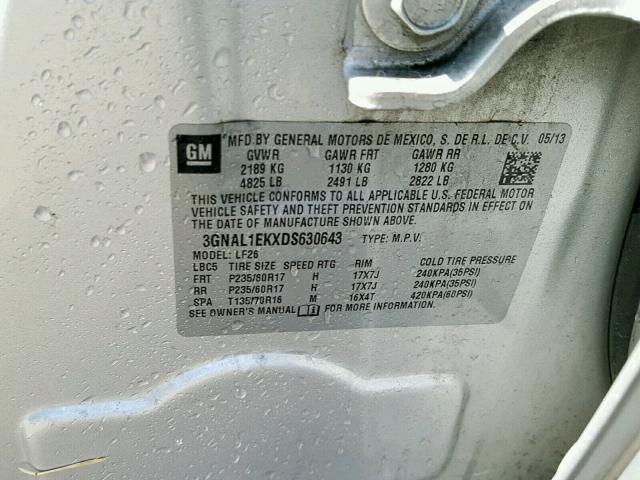 GM MFD BY GENERAL MOTORS DE MEXICO, S. DE R.L. DE C.V. 05/13
GVWR GAWR FRT GAWR RR
2189 KG 1130 KG 1280 KG
4825 LB 2491 LB 2822 LB
THIS VEHICLE CONFORMS TO ALL APPLICABLE U.S. FEDERAL MOTOR
VEHICLE SAFETY AND THEFT PREVENTION STANDARDS IN EFFECT ON
THE DATE OF MANUFACTURE SHOWN ABOVE.
3GNAL1EKXDS630643 TYPE: M.P.V.
MODEL: LF26
LBC5 TIRE SIZE SPEED RTG RIM COLD TIRE PRESSURE
FRT P235/60R17 H 17X7J 240KPA(35PSI)
RR P235/60R17 H 17X7J 240KPA(35PSI)
SPA T135/70R16 M 16X4T 420KPA(60PSI)
SEE OWNER'S MANUAL FOR MORE INFORMATION.